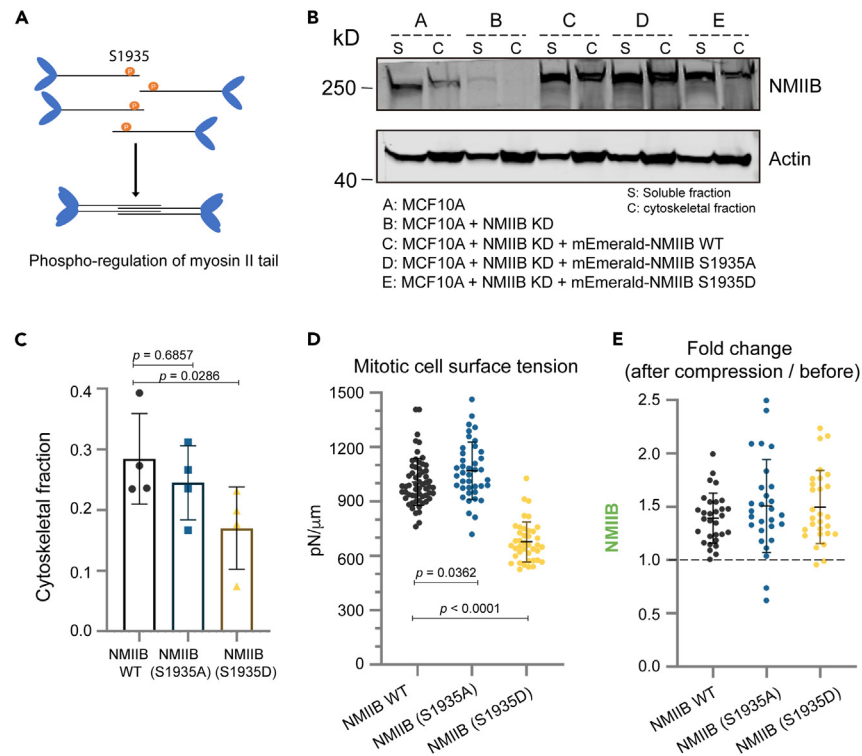 A
S1935
P
P
P
P
Phospho-regulation of myosin II tail
B
A B C D E
kD S C S C S C S C S C
250 NMIIB
Actin
40
S: Soluble fraction
C: cytoskeletal fraction
A: MCF10A
B: MCF10A + NMIIB KD
C: MCF10A + NMIIB KD + mEmerald-NMIIB WT
D: MCF10A + NMIIB KD + mEmerald-NMIIB S1935A
E: MCF10A + NMIIB KD + mEmerald-NMIIB S1935D
C
p = 0.6857
p = 0.0286
0.4
0.3
0.2
0.1
0.0
Cytoskeletal fraction
NMIIB NMIIB NMIIB
WT (S1935A) (S1935D)
D
Mitotic cell surface tension
1500
1200
900
600
300
0
pN/μm
p = 0.0362
p < 0.0001
NMIIB WT
NMIIB (S1935A)
NMIIB (S1935D)
E
Fold change
(after compression / before)
2.5
2.0
1.5
1.0
0.5
0.0
NMIIB
NMIIB WT
NMIIB (S1935A)
NMIIB (S1935D)